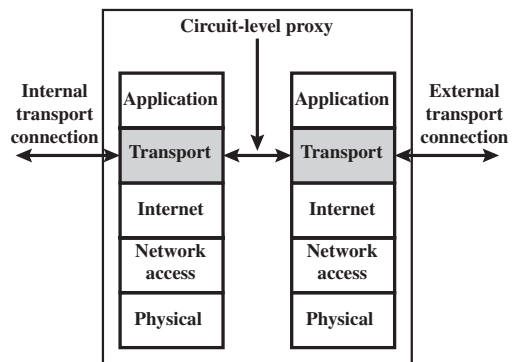 Circuit-level proxy
Internal
transport
connection
External
transport
connection
Application
Transport
Internet
Network
access
Physical
Application
Transport
Internet
Network
access
Physical